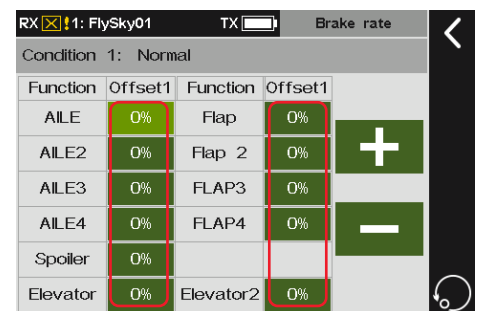 RX ! 1: FlySky01 TX Brake rate
Condition 1: Normal
Function Offset1 Function Offset1
AILE 0% Flap 0%
AILE2 0% Flap 2 0%
AILE3 0% FLAP3 0%
AILE4 0% FLAP4 0%
Spoiler 0%
Elevator 0% Elevator2 0%